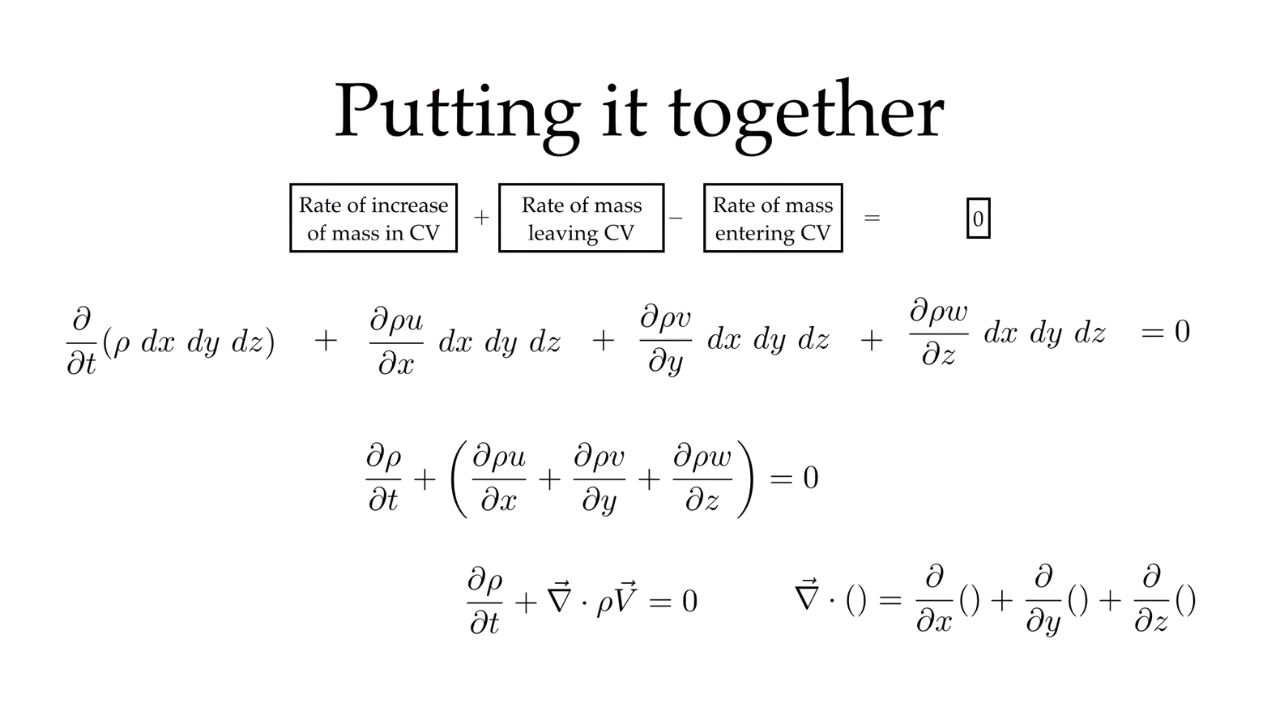 Putting it together
Rate of increase of mass in CV + Rate of mass leaving CV − Rate of mass entering CV = 0
∂/∂t (ρ dx dy dz) + ∂ρu/∂x dx dy dz + ∂ρv/∂y dx dy dz + ∂ρw/∂z dx dy dz = 0
∂ρ/∂t + (∂ρu/∂x + ∂ρv/∂y + ∂ρw/∂z) = 0
∂ρ/∂t + ∇⃗ · ρV⃗ = 0    ∇⃗ · () = ∂/∂x () + ∂/∂y () + ∂/∂z ()